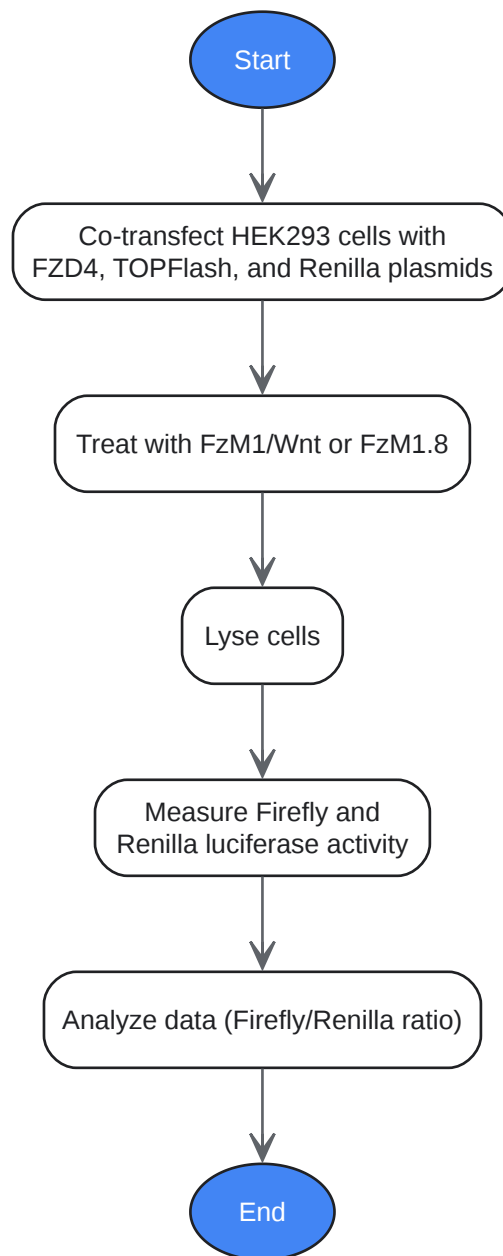 Start
Co-transfect HEK293 cells with
FZD4, TOPFlash, and Renilla plasmids
Treat with FzM1/Wnt or FzM1.8
Lyse cells
Measure Firefly and
Renilla luciferase activity
Analyze data (Firefly/Renilla ratio)
End